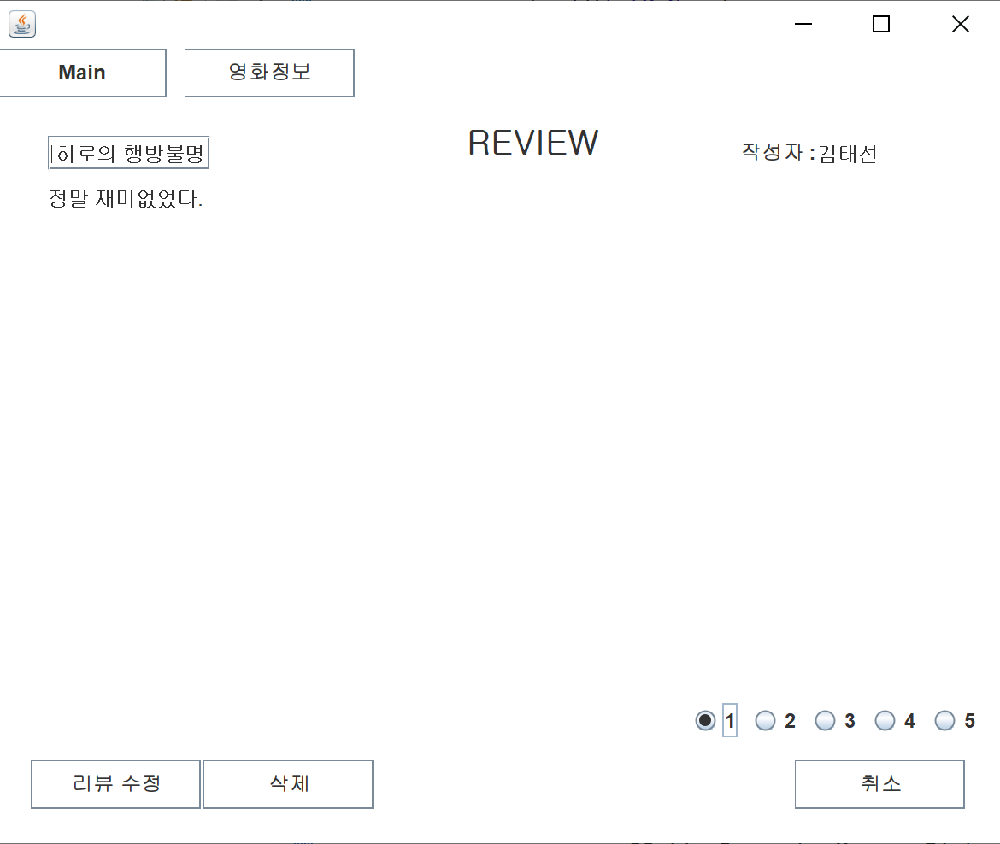 Main 영화정보
REVIEW
히로의 행방불명 작성자 :김태선
정말 재미없었다.
1 2 3 4 5
리뷰 수정 삭제 취소